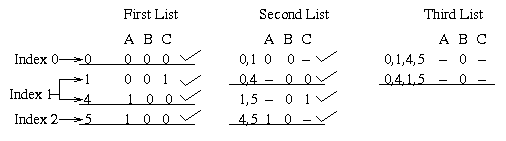 First List Second List Third List
A B C A B C A B C
Index 0 0 0 0 0 0,1 0 0 – 0,1,4,5 – 0 –
1 0 0 1 0,4 – 0 0 0,4,1,5 – 0 –
Index 1 4 1 0 0 1,5 – 0 1
Index 2 5 1 0 0 4,5 1 0 –